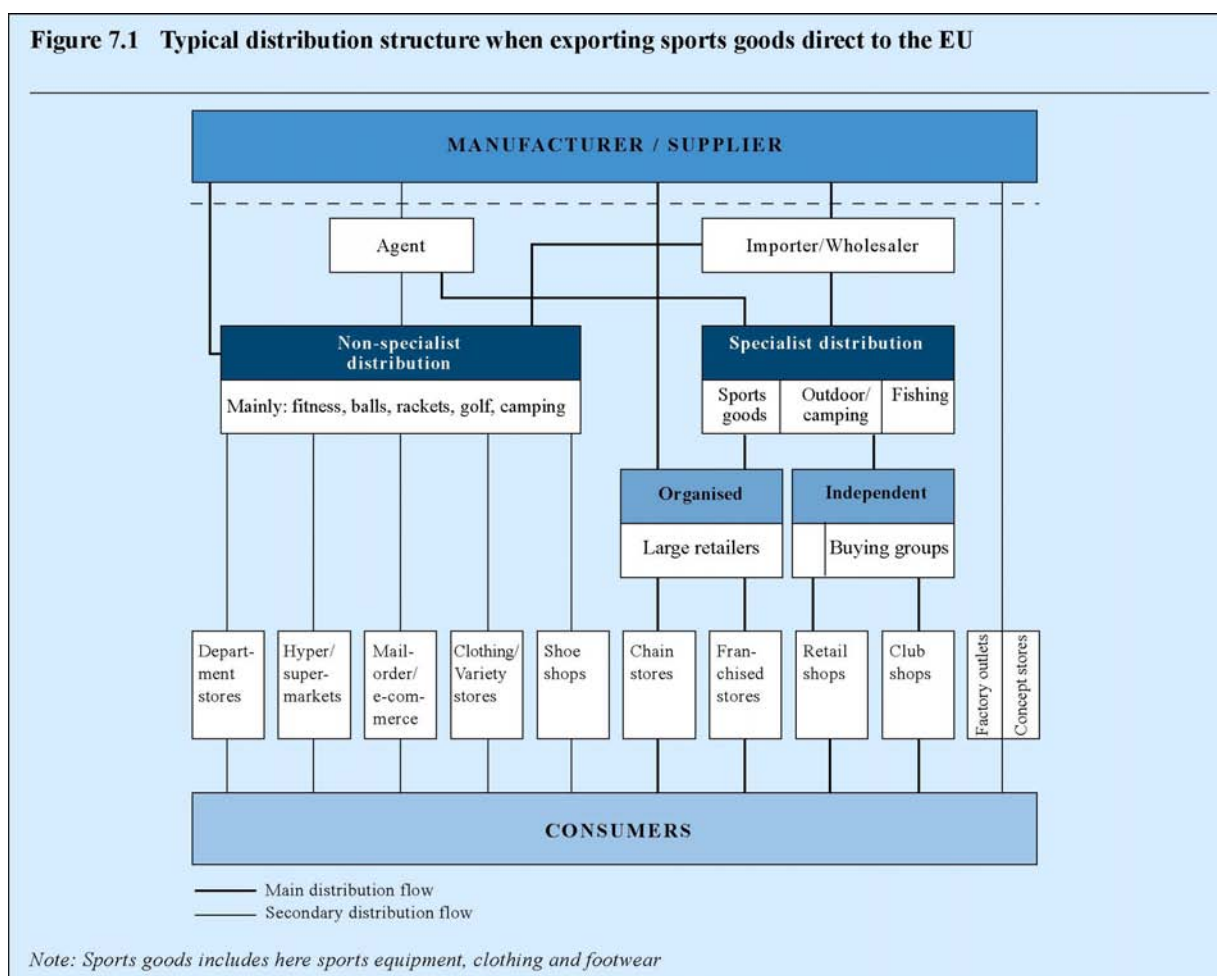 Figure 7.1 Typical distribution structure when exporting sports goods direct to the EU
MANUFACTURER / SUPPLIER
Agent
Importer/Wholesaler
Non-specialist
distribution
Mainly: fitness, balls, rackets, golf, camping
Specialist distribution
Sports
goods
Outdoor/
camping
Fishing
Organised
Large retailers
Independent
Buying groups
Depart-
ment
stores
Hyper/
super-
markets
Mail-
order/
e-com-
merce
Clothing/
Variety
stores
Shoe
shops
Chain
stores
Fran-
chised
stores
Retail
shops
Club
shops
Factory outlets
Concept stores
CONSUMERS
Main distribution flow
Secondary distribution flow
Note: Sports goods includes here sports equipment, clothing and footwear